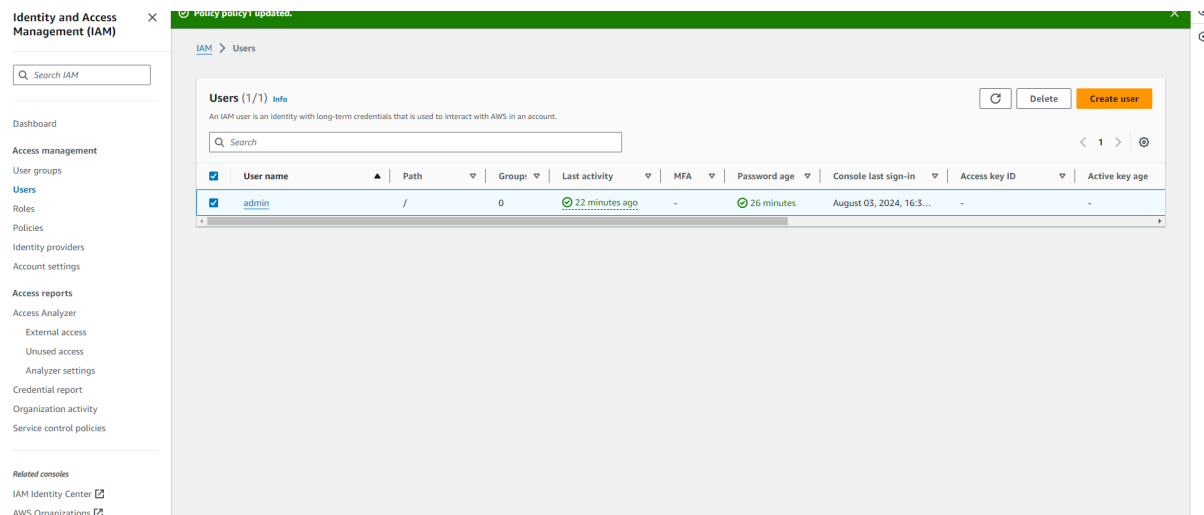 Identity and Access Management (IAM)
Search IAM
Dashboard
Access management
User groups
Users
Roles
Policies
Identity providers
Account settings
Access reports
Access Analyzer
External access
Unused access
Analyzer settings
Credential report
Organization activity
Service control policies
Related consoles
IAM Identity Center
AWS Organizations
Policy policy1 updated.
IAM > Users
Users (1/1) Info
Delete
Create user
An IAM user is an identity with long-term credentials that is used to interact with AWS in an account.
Search
1
User name Path Group: Last activity MFA Password age Console last sign-in Access key ID Active key age
admin / 0 22 minutes ago - 26 minutes August 03, 2024, 16:3... - -